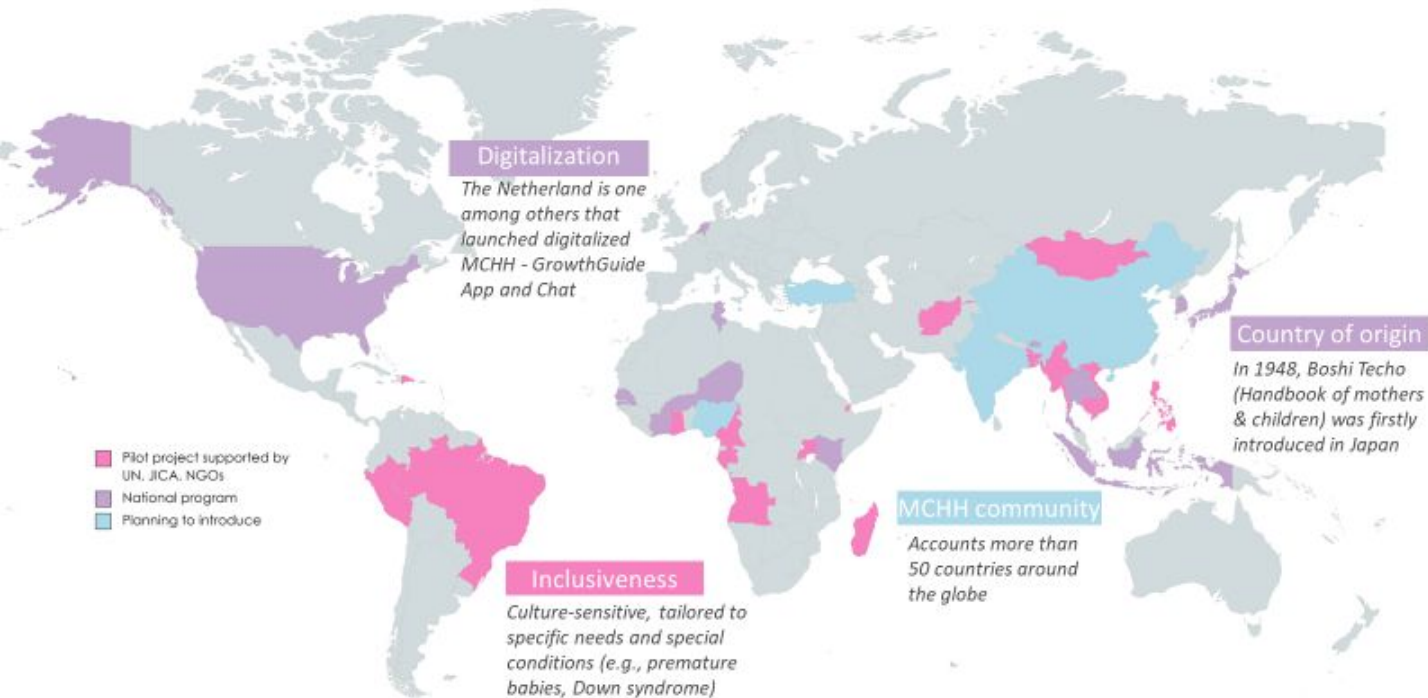 Digitalization
The Netherland is one
among others that
launched digitalized
MCHH - GrowthGuide
App and Chat
Country of origin
In 1948, Boshi Techo
(Handbook of mothers
& children) was firstly
introduced in Japan
Pilot project supported by
UN, JICA, NGOs
National program
Planning to introduce
MCHH community
Accounts more than
50 countries around
the globe
Inclusiveness
Culture-sensitive, tailored to
specific needs and special
conditions (e.g., premature
babies, Down syndrome)